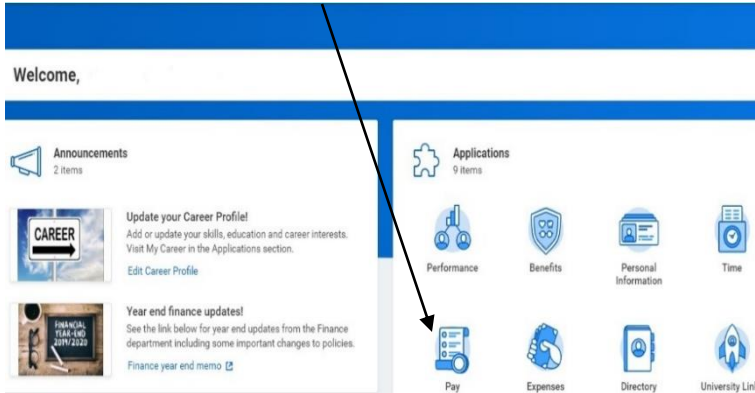 Welcome,
Announcements
2 items
CAREER
Update your Career Profile!
Add or update your skills, education and career interests.
Visit My Career in the Applications section.
Edit Career Profile
FINANCIAL
YEAR-END
2019/2020
Year end finance updates!
See the link below for year end updates from the Finance
department including some important changes to policies.
Finance year end memo
Applications
9 items
Performance
Benefits
Personal
Information
Time
Pay
Expenses
Directory
University Lin